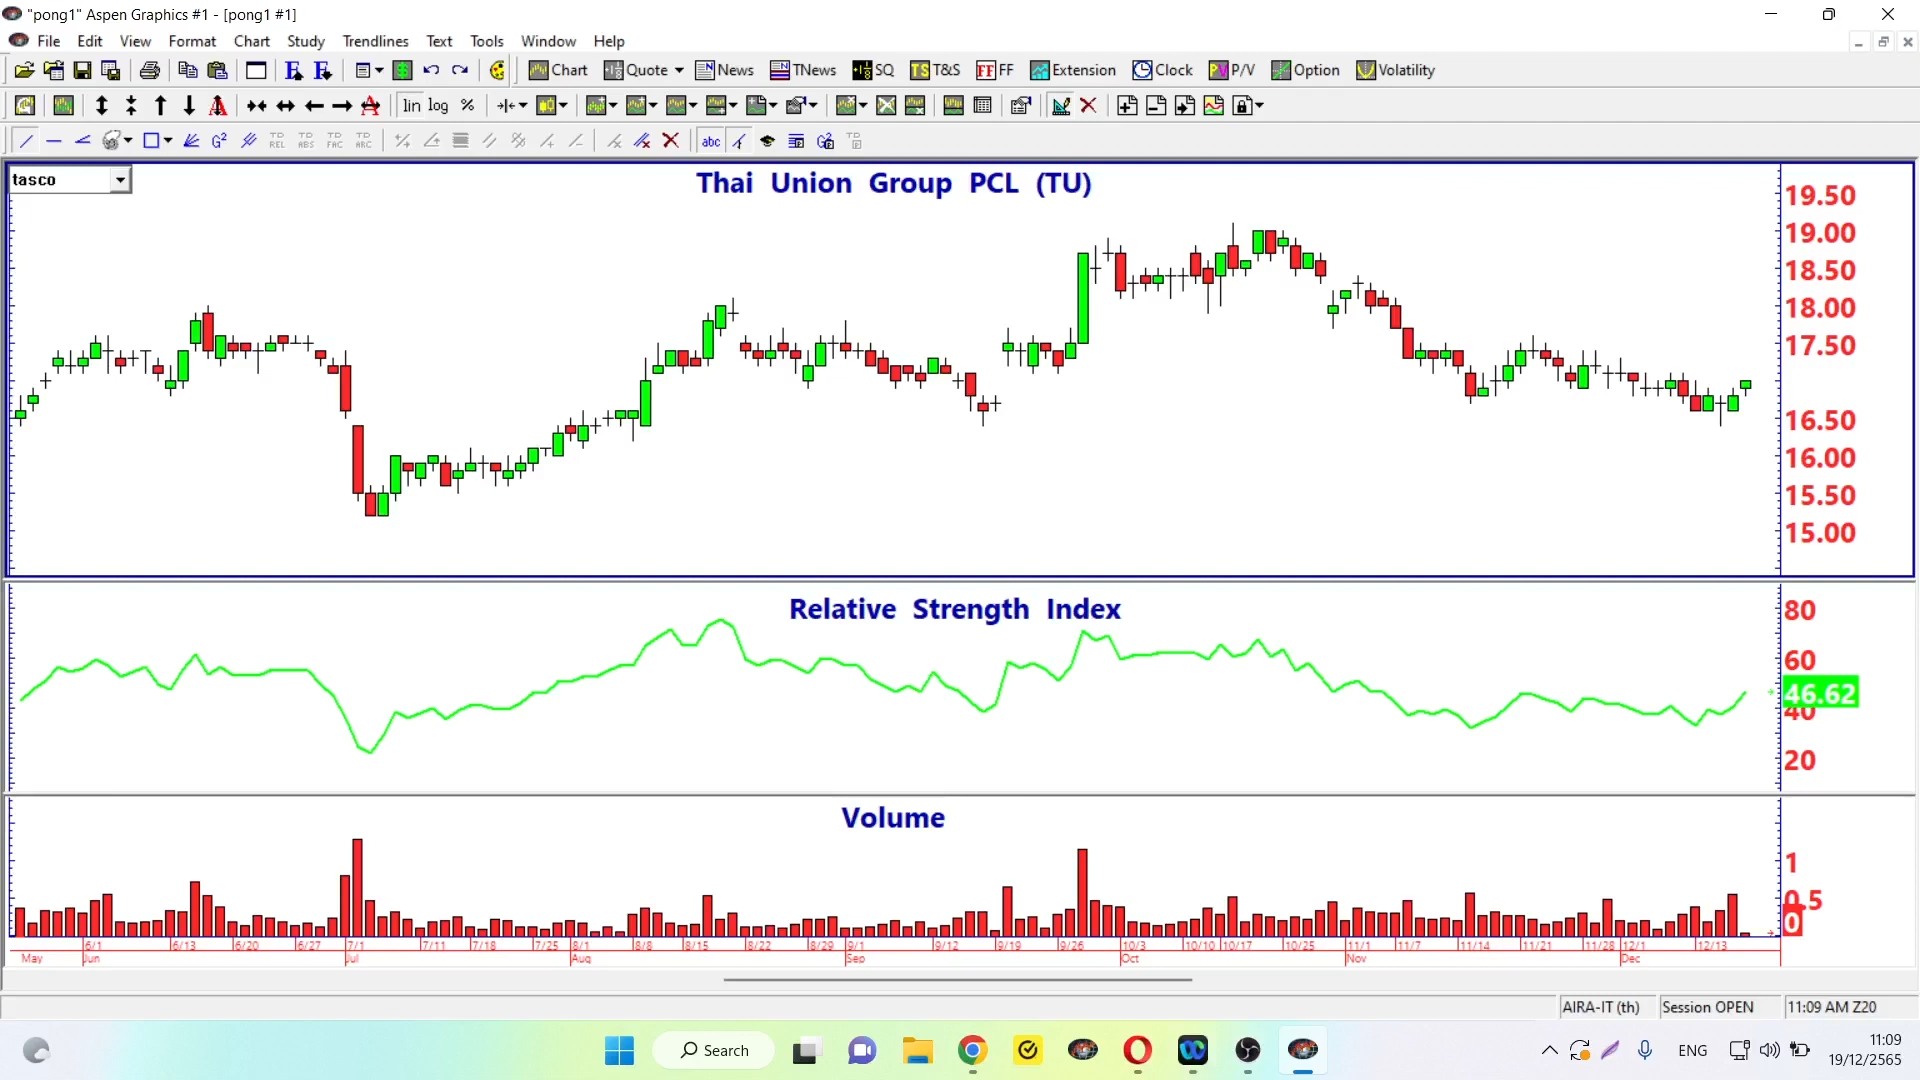 "pong1" Aspen Graphics #1 - [pong1 #1]
File Edit View Format Chart Study Trendlines Text Tools Window Help
Chart Quote News TNews SQ T&S FF Extension Clock P/V Option Volatility
lin log %
abc
tasco
Thai Union Group PCL (TU)
19.50
19.00
18.50
18.00
17.50
16.50
16.00
15.50
15.00
Relative Strength Index
80
60
46.62
40
20
Volume
1
0.5
0
6/1 6/13 6/20 6/27 7/1 7/11 7/18 7/25 8/1 8/8 8/15 8/22 8/29 9/1 9/12 9/19 9/26 10/3 10/10 10/17 10/25 11/1 11/7 11/14 11/21 11/28 12/1 12/13
May Jun Jul Aug Sep Oct Nov Dec
AIRA-IT (th) Session OPEN 11:09 AM Z20
Search
ENG
11:09
19/12/2565